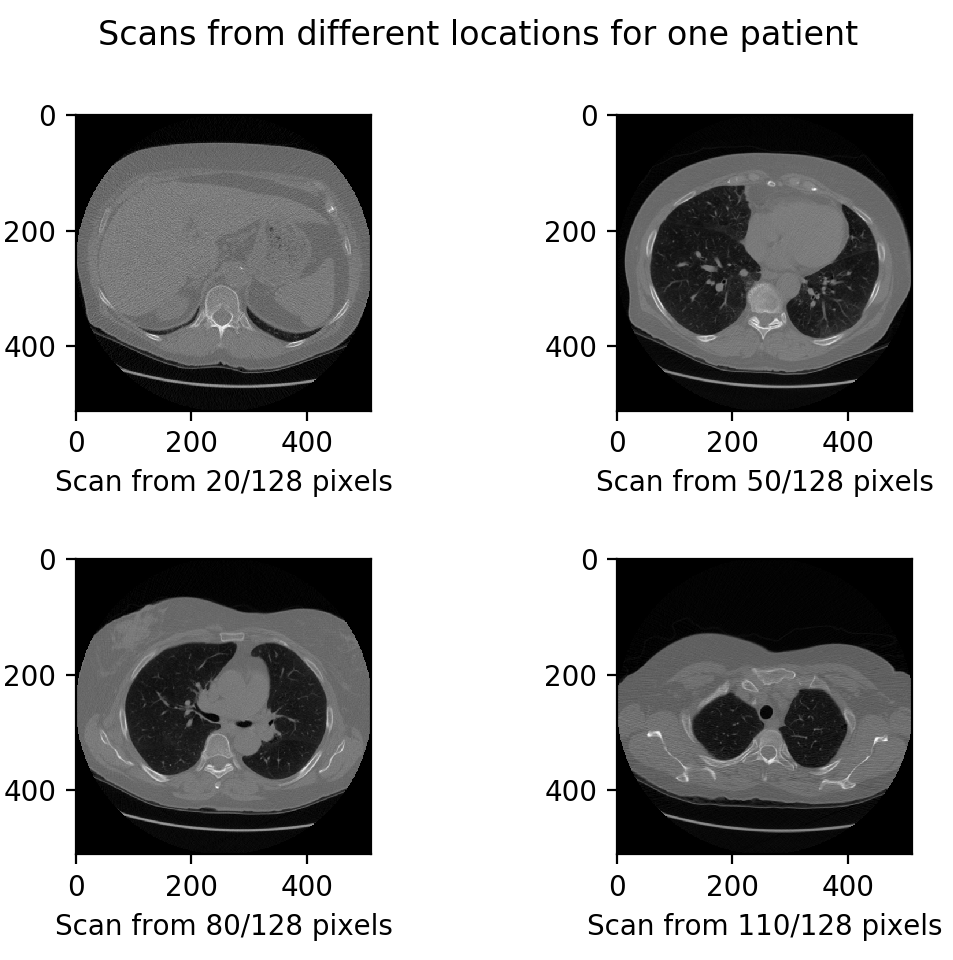 Scans from different locations for one patient
0
200
400
0 200 400
Scan from 20/128 pixels
0
200
400
0 200 400
Scan from 50/128 pixels
0
200
400
0 200 400
Scan from 80/128 pixels
0
200
400
0 200 400
Scan from 110/128 pixels